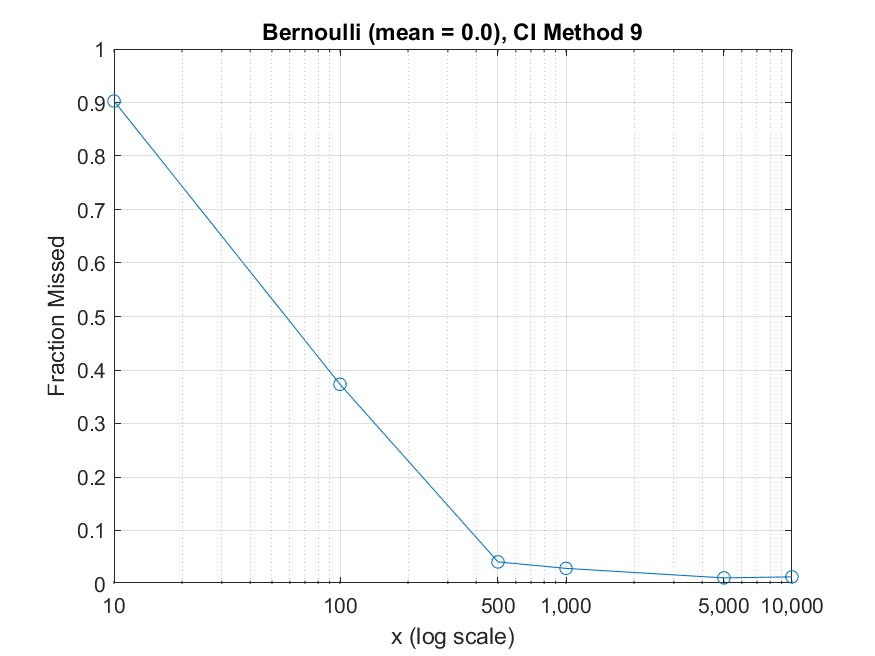 Bernoulli (mean = 0.0), CI Method 9
1
0.9
0.8
0.7
0.6
0.5
0.4
0.3
0.2
0.1
0
Fraction Missed
10 100 500 1,000 5,000 10,000
x (log scale)